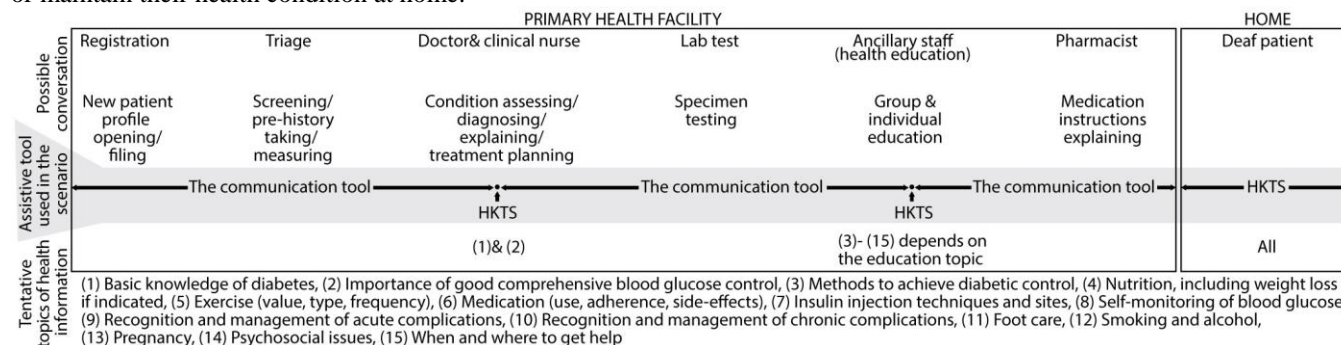 or maintain their health condition at home.
PRIMARY HEALTH FACILITY
HOME
Possible conversation
Registration
Triage
Doctor& clinical nurse
Lab test
Ancillary staff
(health education)
Pharmacist
Deaf patient
New patient
profile
opening/
filing
Screening/
pre-history
taking/
measuring
Condition assessing/
diagnosing/
explaining/
treatment planning
Specimen
testing
Group &
individual
education
Medication
instructions
explaining
Assistive tool
used in the
scenario
The communication tool
HKTS
The communication tool
HKTS
The communication tool
HKTS
Tentative
topics of health
information
(1)& (2)
(3)- (15) depends on
the education topic
All
(1) Basic knowledge of diabetes, (2) Importance of good comprehensive blood glucose control, (3) Methods to achieve diabetic control, (4) Nutrition, including weight loss
if indicated, (5) Exercise (value, type, frequency), (6) Medication (use, adherence, side-effects), (7) Insulin injection techniques and sites, (8) Self-monitoring of blood glucose
(9) Recognition and management of acute complications, (10) Recognition and management of chronic complications, (11) Foot care, (12) Smoking and alcohol,
(13) Pregnancy, (14) Psychosocial issues, (15) When and where to get help